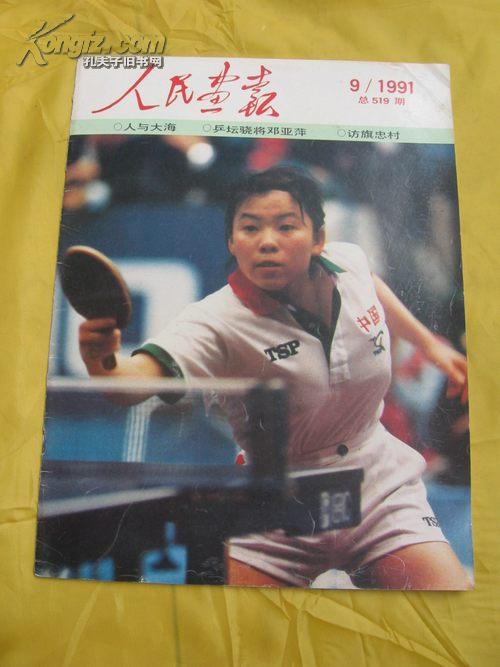 Kongfz.com
孔夫子旧书网
人民画报
9/1991
总519期
○人与大海 ○乒坛骁将邓亚萍 ○访旗忠村
中国
TSP
TSP